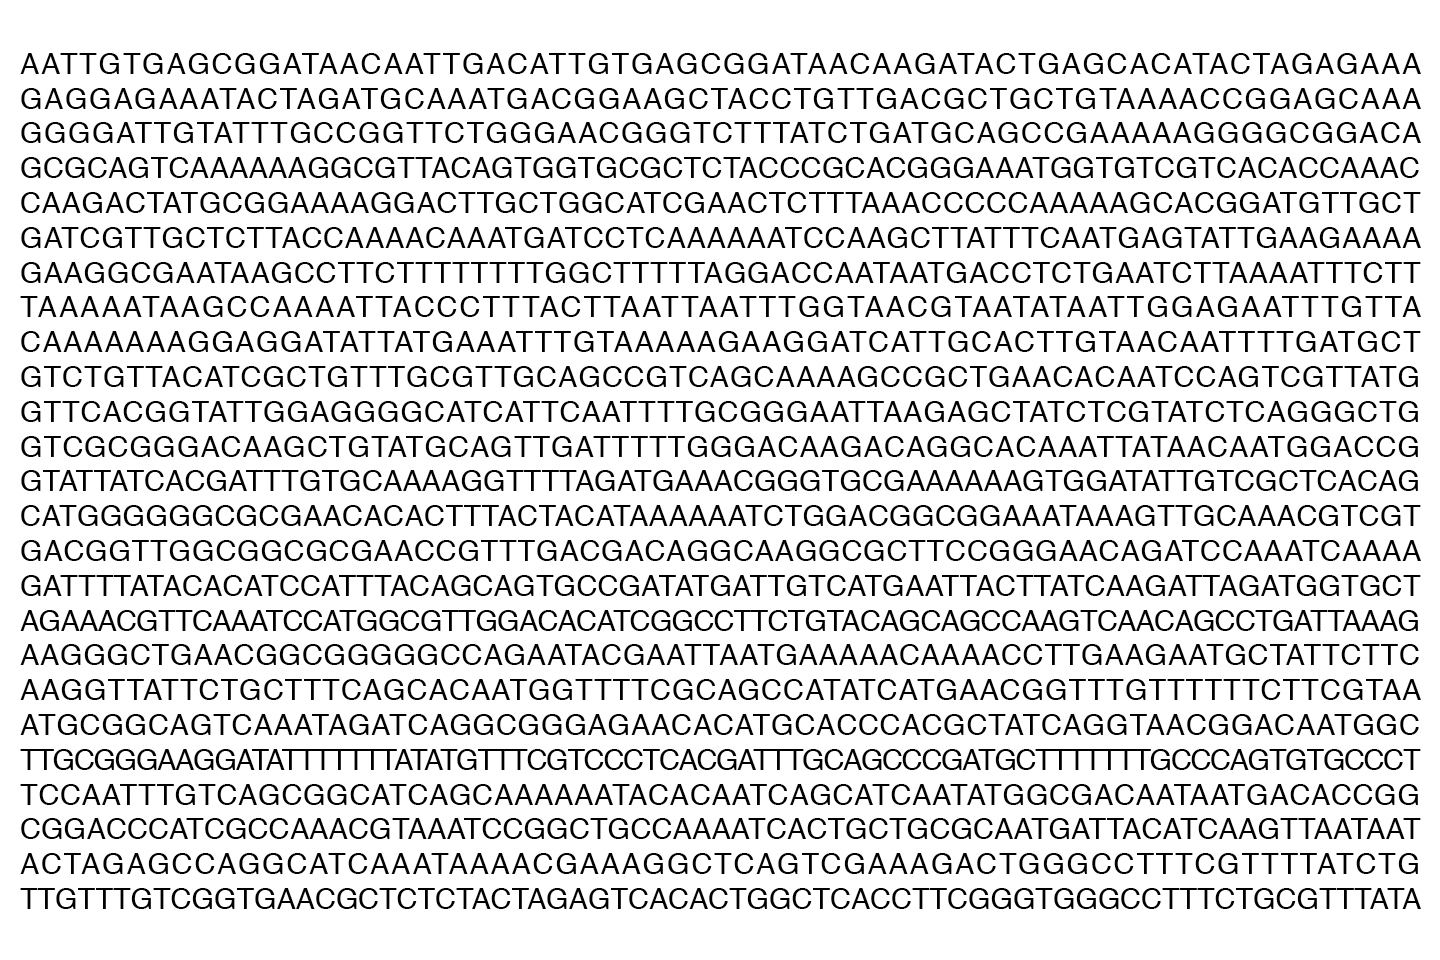 AATTGTGAGCGGATAACAATTGACATTGTGAGCGGATAACAAGATACTGAGCACATACTAGAGAAA
GAGGAGAAATACTAGATGCAAATGACGGAAGCTACCTGTTGACGCTGCTGTAAAACCGGAGCAAA
GGGGATTGTATTTGCCGGTTCTGGGAACGGGTCTTTATCTGATGCAGCCGAAAAAGGGGCGGACA
GCGCAGTCAAAAAAGGCGTTACAGTGGTGCGCTCTACCCGCACGGGAAATGGTGTCGTCACACCAAAC
CAAGACTATGCGGAAAAGGACTTGCTGGCATCGAACTCTTTAAACCCCCAAAAAGCACGGATGTTGCT
GATCGTTGCTCTTACCAAAACAAATGATCCTCAAAAAATCCAAGCTTATTTCAATGAGTATTGAAGAAAA
GAAGGCGAATAAGCCTTCTTTTTTTTGGCTTTTTAGGACCAATAATGACCTCTGAATCTTAAAATTTCTT
TAAAAATAAGCCAAAATTACCCTTTACTTAATTAATTTGGTAACGTAATATAATTGGAGAATTTGTTA
CAAAAAAAGGAGGATATTATGAAATTTGTAAAAAGAAGGATCATTGCACTTGTAACAATTTTGATGCT
GTCTGTTACATCGCTGTTTGCGTTGCAGCCGTCAGCAAAAGCCGCTGAACACAATCCAGTCGTTATG
GTTCACGGTATTGGAGGGGCATCATTCAATTTTGCGGGAATTAAGAGCTATCTCGTATCTCAGGGCTG
GTCGCGGGACAAGCTGTATGCAGTTGATTTTTGGGACAAGACAGGCACAAATTATAACAATGGACCG
GTATTATCACGATTTGTGCAAAAGGTTTTAGATGAAACGGGTGCGAAAAAAGTGGATATTGTCGCTCACAG
CATGGGGGGCGCGAACACACTTTACTACATAAAAAATCTGGACGGCGGAAATAAAGTTGCAAACGTCGT
GACGGTTGGCGGCGCGAACCGTTTGACGACAGGCAAGGCGCTTCCGGGAACAGATCCAAATCAAAA
GATTTTATACACATCCATTTACAGCAGTGCCGATATGATTGTCATGAATTACTTATCAAGATTAGATGGTGCT
AGAAACGTTCAAATCCATGGCGTTGGACACATCGGCCTTCTGTACAGCAGCCAAGTCAACAGCCTGATTAAAG
AAGGGCTGAACGGCGGGGGCCAGAATACGAATTAATGAAAAACAAAACCTTGAAGAATGCTATTCTTC
AAGGTTATTCTGCTTTCAGCACAATGGTTTTCGCAGCCATATCATGAACGGTTTGTTTTTTCTTCGTAA
ATGCGGCAGTCAAATAGATCAGGCGGGAGAACACATGCACCCACGCTATCAGGTAACGGACAATGGC
TTGCGGGAAGGATATTTTTTTATATGTTTCGTCCCTCACGATTTGCAGCCCGATGCTTTTTTTGCCCAGTGTGCCCT
TCCAATTTGTCAGCGGCATCAGCAAAAAATACACAATCAGCATCAATATGGCGACAATAATGACACCGG
CGGACCCATCGCCAAACGTAAATCCGGCTGCCAAAATCACTGCTGCGCAATGATTACATCAAGTTAATAAT
ACTAGAGCCAGGCATCAAATAAAACGAAAGGCTCAGTCGAAAGACTGGGCCTTTCGTTTTATCTG
TTGTTTGTCGGTGAACGCTCTCTACTAGAGTCACACTGGCTCACCTTCGGGTGGGCCTTTCTGCGTTTATA